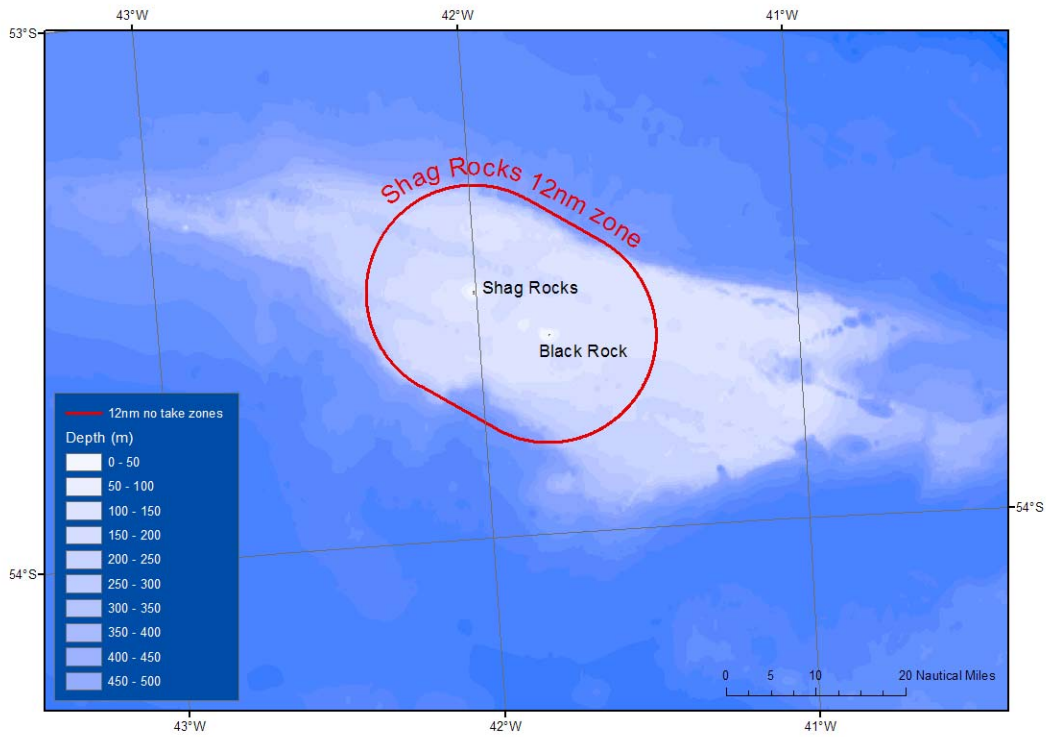 43°W
42°W
41°W
53°S
Shag Rocks 12nm zone
Shag Rocks
Black Rock
12nm no take zones
Depth (m)
0 - 50
50 - 100
100 - 150
150 - 200
200 - 250
250 - 300
300 - 350
350 - 400
400 - 450
450 - 500
54°S
54°S
0 5 10 20 Nautical Miles
43°W
42°W
41°W